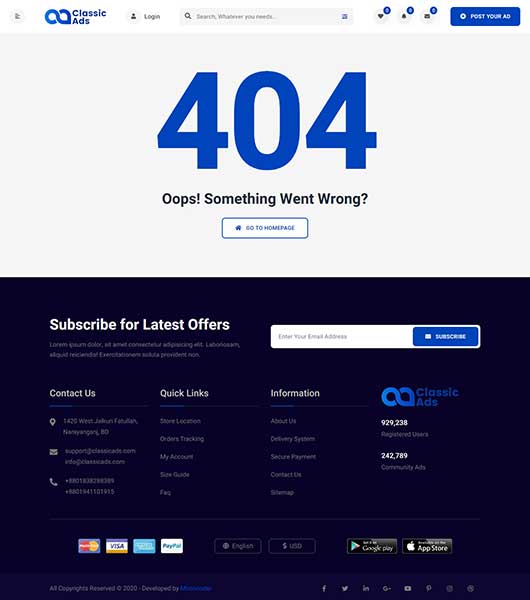 Classic
Ads
Login
Search, Whatever you needs...
0
0
0
POST YOUR AD
404
Oops! Something Went Wrong?
GO TO HOMEPAGE
Subscribe for Latest Offers
Lorem ipsum dolor, sit amet consectetur adipisicing elit. Laboriosam,
aliquid reiciendis! Exercitationem soluta provident non.
Enter Your Email Address
SUBSCRIBE
Contact Us
1420 West Jalkuri Fatullah,
Narayanganj, BD
support@classicads.com
info@classicads.com
+8801838288389
+8801941101915
Quick Links
Store Location
Orders Tracking
My Account
Size Guide
Faq
Information
About Us
Delivery System
Secure Payment
Contact Us
Sitemap
Classic
Ads
929,238
Registered Users
242,789
Community Ads
MasterCard
VISA
PayPal
English
$ USD
GET IT ON
Google play
Available on the
App Store
All Copyrights Reserved © 2020 - Developed by Mironcoder